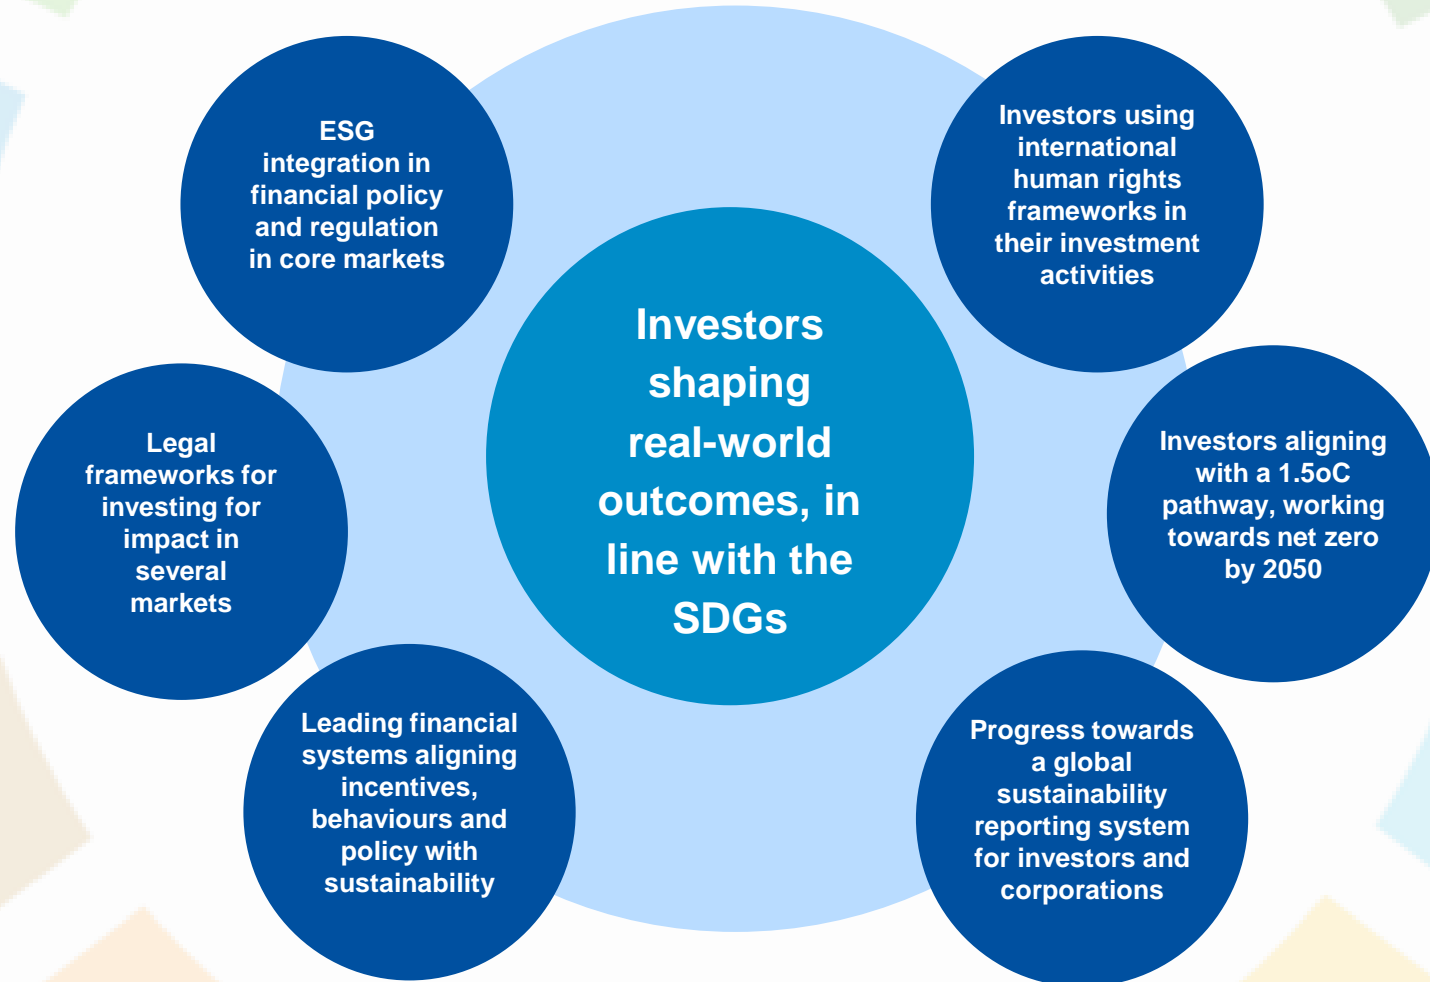 ESG
integration in
financial policy
and regulation
in core markets
Investors using
international
human rights
frameworks in
their investment
activities
Investors
shaping
real-world
outcomes, in
line with the
SDGs
Legal
frameworks for
investing for
impact in
several
markets
Investors aligning
with a 1.5oC
pathway, working
towards net zero
by 2050
Leading financial
systems aligning
incentives,
behaviours and
policy with
sustainability
Progress towards
a global
sustainability
reporting system
for investors and
corporations